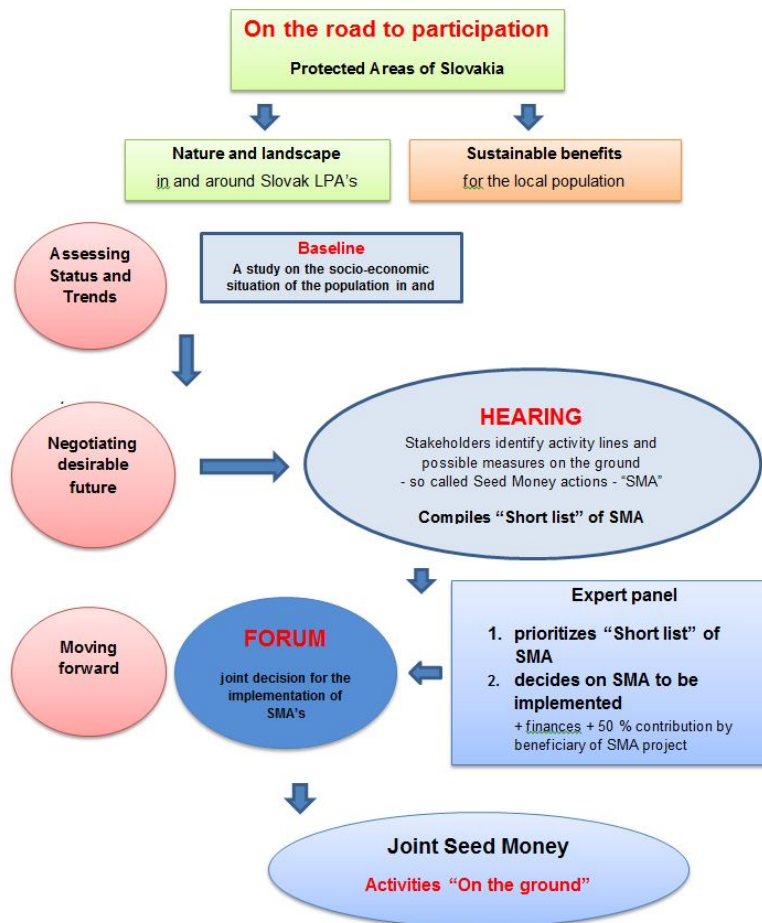 On the road to participation
Protected Areas of Slovakia
Nature and landscape
in and around Slovak LPA's
Sustainable benefits
for the local population
Assessing
Status and
Trends
Baseline
A study on the socio-economic
situation of the population in and
.
Negotiating
desirable
future
HEARING
Stakeholders identify activity lines and
possible measures on the ground
- so called Seed Money actions - “SMA”
Compiles “Short list” of SMA
Moving
forward
FORUM
joint decision for the
implementation of
SMA's
Expert panel
1. prioritizes “Short list” of
SMA
2. decides on SMA to be
implemented
+ finances + 50 % contribution by
beneficiary of SMA project
Joint Seed Money
Activities “On the ground”